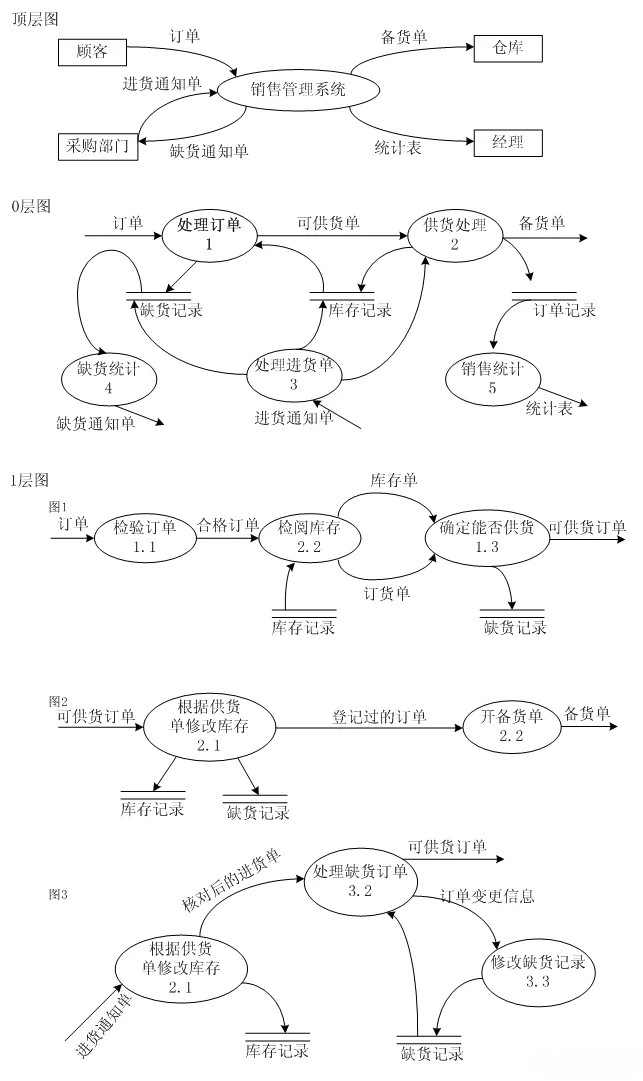 顶层图
顾客
订单
备货单
仓库
进货通知单
销售管理系统
采购部门
缺货通知单
统计表
经理
0层图
订单
处理订单
1
可供货单
供货处理
2
备货单
缺货记录
库存记录
订单记录
缺货统计
4
处理进货单
3
销售统计
5
缺货通知单
进货通知单
统计表
1层图
图1
订单
检验订单
1.1
合格订单
检阅库存
2.2
库存单
订货单
确定能否供货
1.3
可供货订单
库存记录
缺货记录
图2
可供货订单
根据供货
单修改库存
2.1
登记过的订单
开备货单
2.2
备货单
库存记录
缺货记录
图3
核对后的进货单
处理缺货订单
3.2
可供货订单
订单变更信息
根据供货
单修改库存
2.1
修改缺货记录
3.3
进货通知单
库存记录
缺货记录